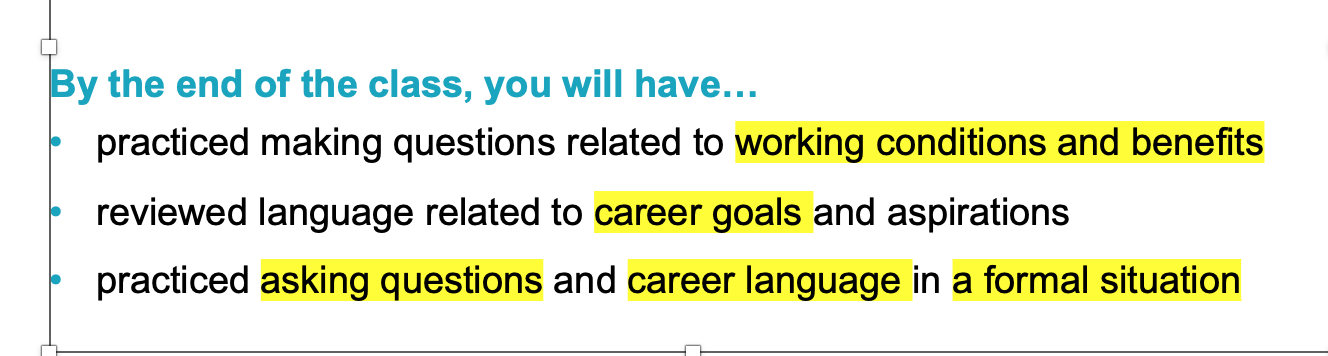 By the end of the class, you will have…
• practiced making questions related to working conditions and benefits
• reviewed language related to career goals and aspirations
• practiced asking questions and career language in a formal situation